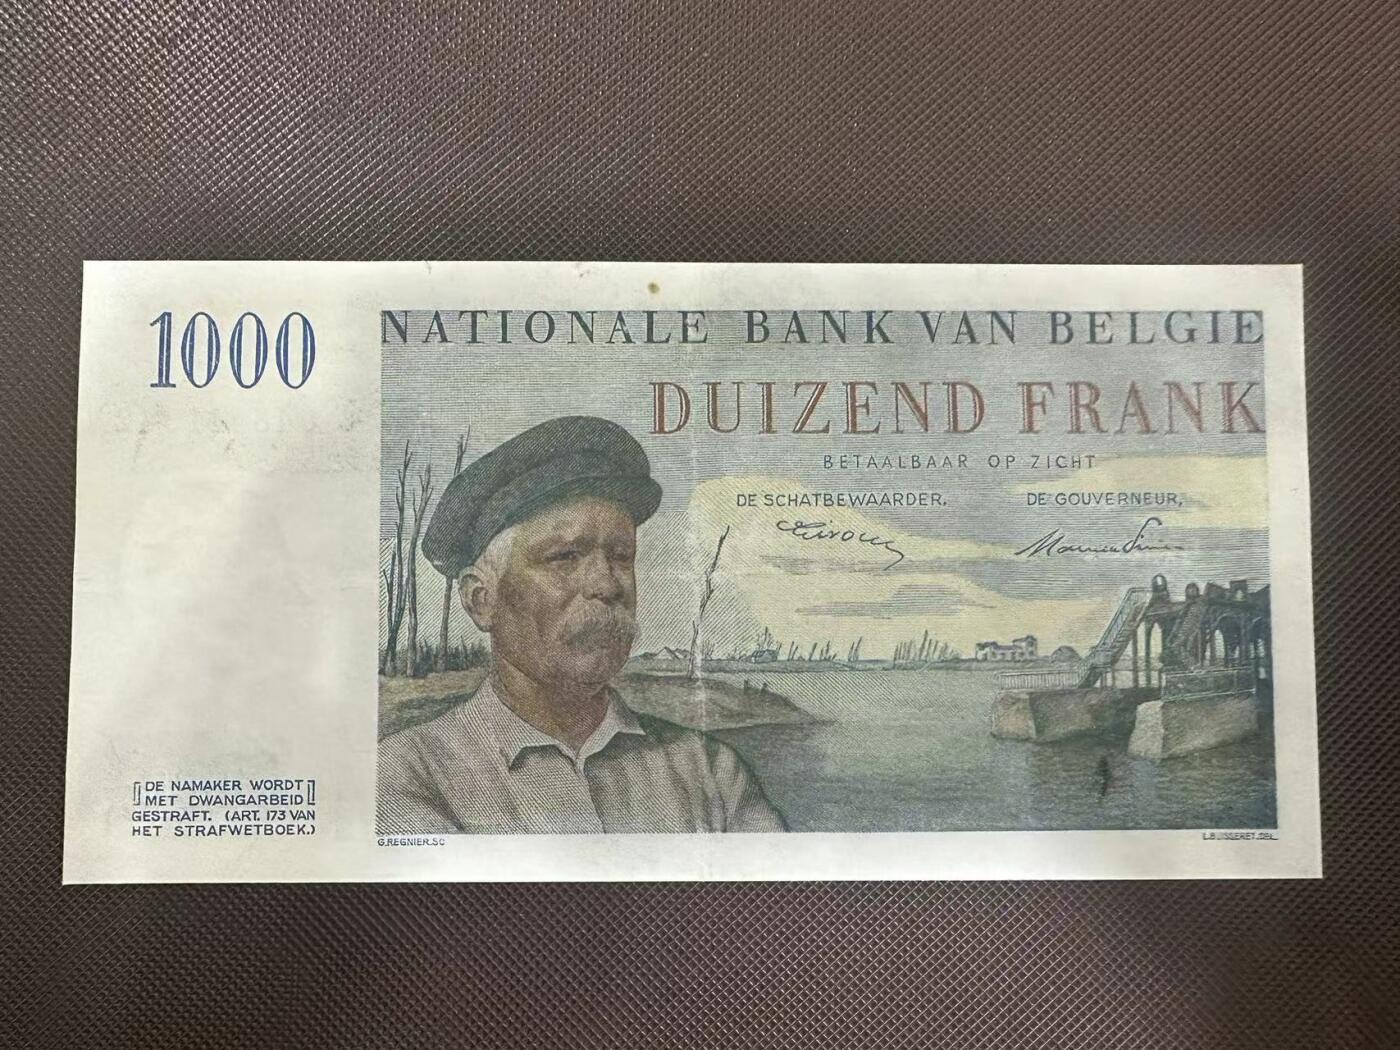 1000
NATIONALE BANK VAN BELGIE
DUIZEND FRANK
BETAALBAAR OP ZICHT
DE SCHATBEWAARDER,
DE GOUVERNEUR,
DE NAMAKER WORDT
MET DWANGARBEID
GESTRAFT. (ART. 173 VAN
HET STRAFWETBOEK.)
G.REGNIER.SC